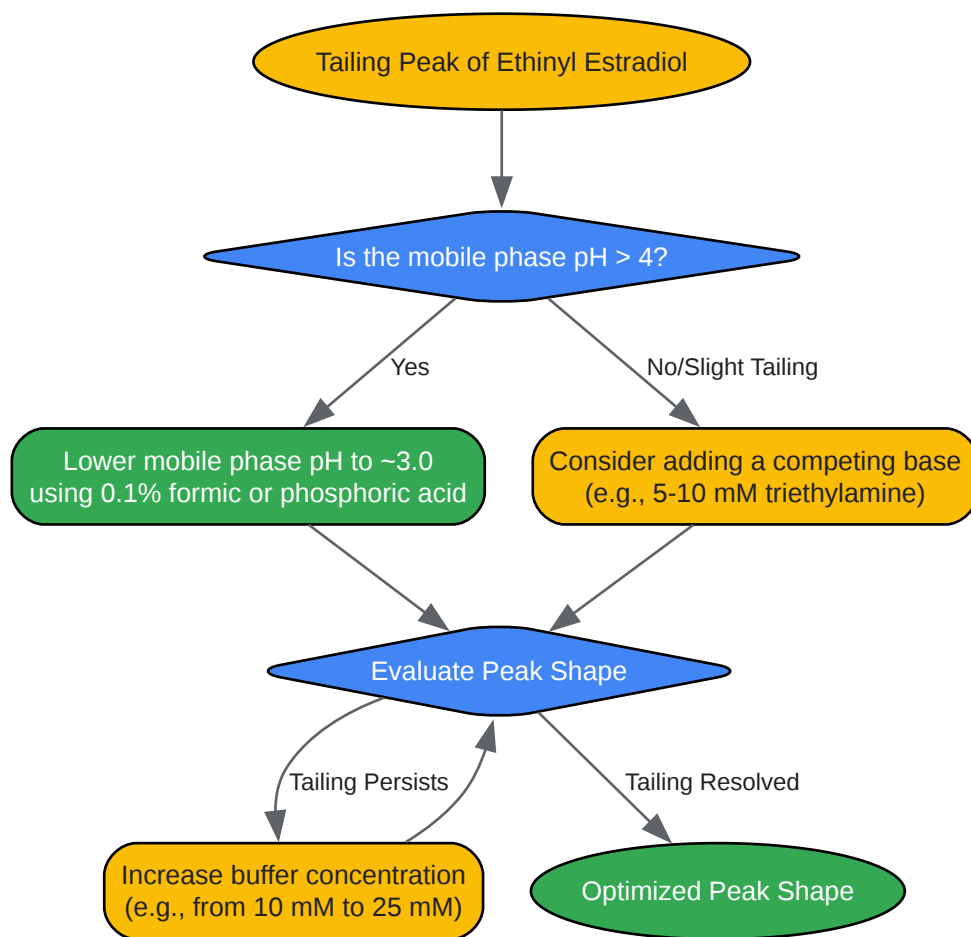 Tailing Peak of Ethinyl Estradiol
Is the mobile phase pH > 4?
Yes
No/Slight Tailing
Lower mobile phase pH to ~3.0
using 0.1% formic or phosphoric acid
Consider adding a competing base
(e.g., 5-10 mM triethylamine)
Evaluate Peak Shape
Tailing Persists
Tailing Resolved
Increase buffer concentration
(e.g., from 10 mM to 25 mM)
Optimized Peak Shape